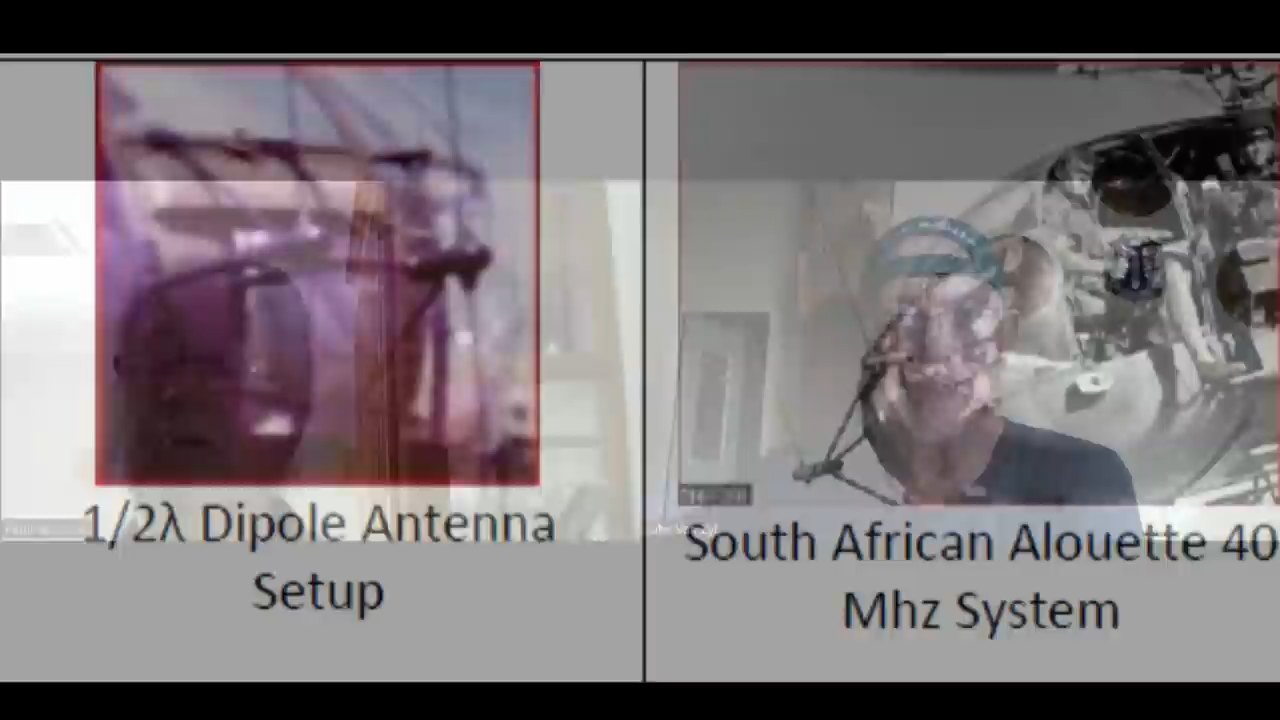 1/2λ Dipole Antenna
Setup
South African Alouette 40
Mhz System